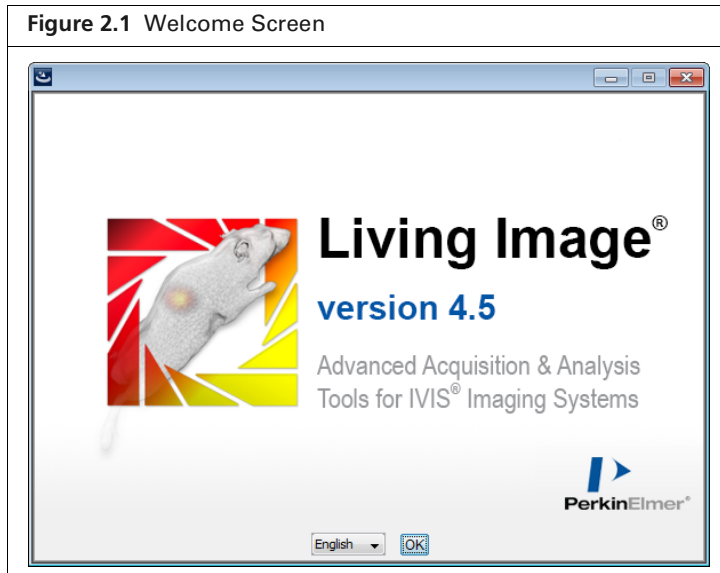 Figure 2.1 Welcome Screen
Living Image®
version 4.5
Advanced Acquisition & Analysis
Tools for IVIS® Imaging Systems
PerkinElmer®
English OK